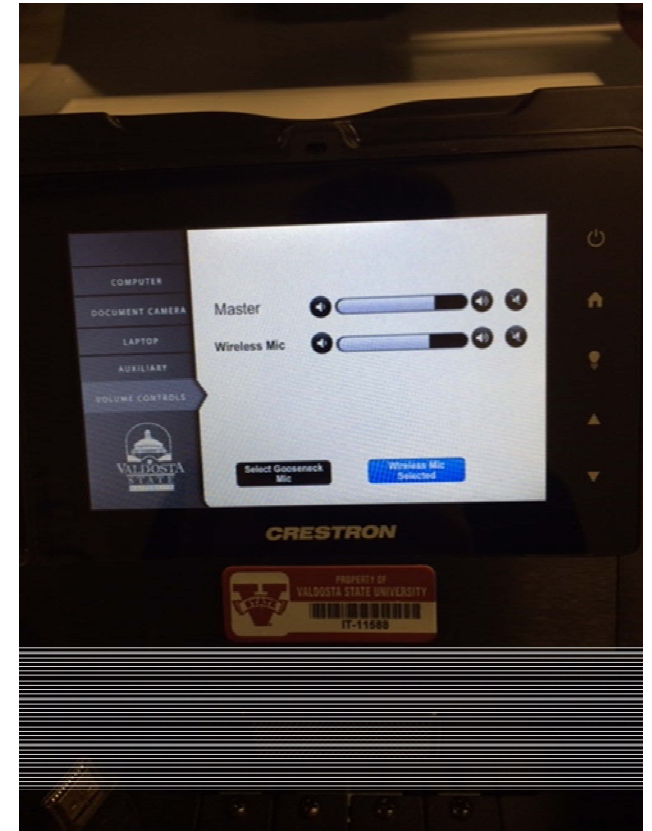 COMPUTER
DOCUMENT CAMERA
LAPTOP
AUXILIARY
VOLUME CONTROLS
VALDOSTA
STATE
Master
Wireless Mic
Select Gooseneck
Mic
Wireless Mic
Selected
CRESTRON
PROPERTY OF
VALDOSTA STATE UNIVERSITY
STATE
IT-11588